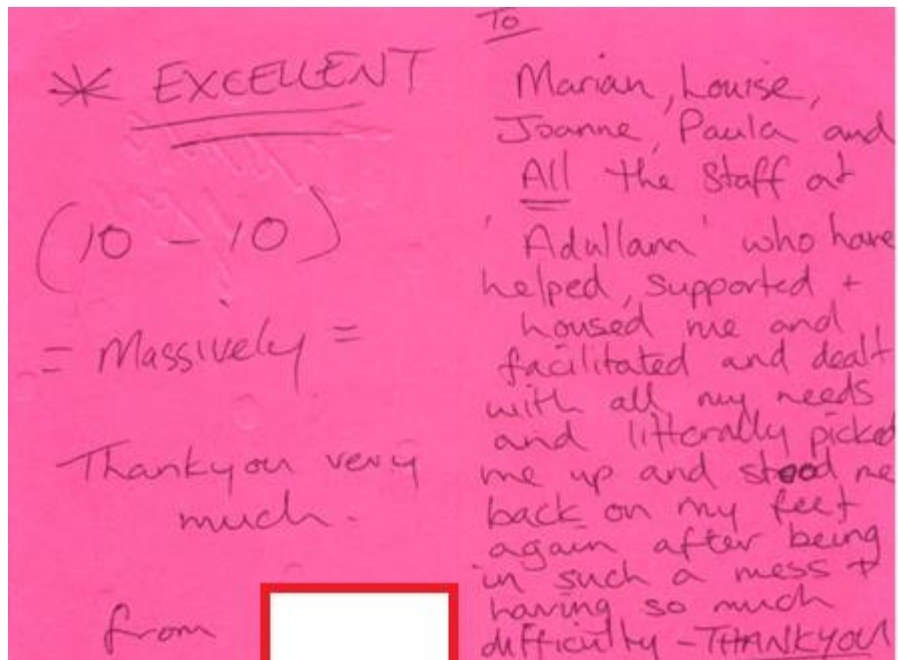 * EXCELLENT
(10 - 10)
= Massively =
Thankyou very
much.
from
To
Marian, Louise,
Joanne, Paula and
All the Staff at
'Adullam' who have
helped, supported +
housed me and
facilitated and dealt
with all my needs
and litterally picked
me up and stood me
back on my feet
again after being
in such a mess +
having so much
difficulty - THANKYOU